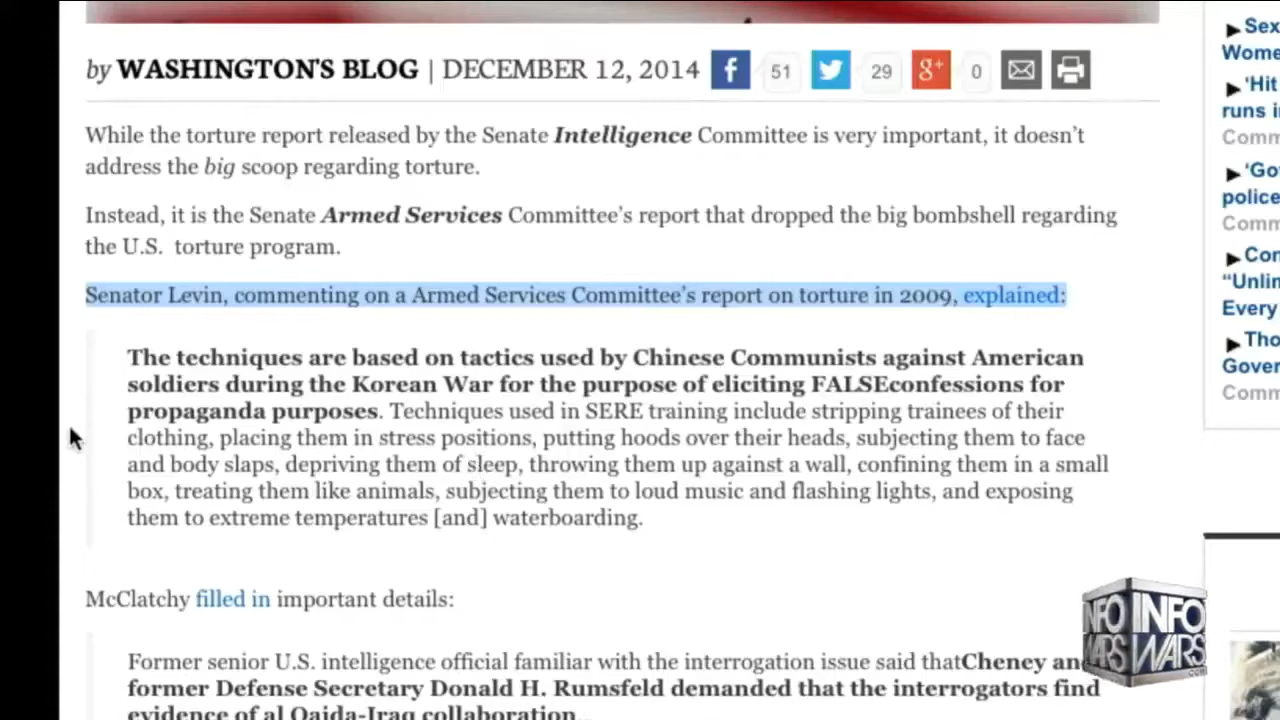 by WASHINGTON'S BLOG | DECEMBER 12, 2014 f 51 29 g+ 0
While the torture report released by the Senate Intelligence Committee is very important, it doesn't
address the big scoop regarding torture.
Instead, it is the Senate Armed Services Committee's report that dropped the big bombshell regarding
the U.S. torture program.
Senator Levin, commenting on a Armed Services Committee's report on torture in 2009, explained:
The techniques are based on tactics used by Chinese Communists against American
soldiers during the Korean War for the purpose of eliciting FALSEconfessions for
propaganda purposes. Techniques used in SERE training include stripping trainees of their
clothing, placing them in stress positions, putting hoods over their heads, subjecting them to face
and body slaps, depriving them of sleep, throwing them up against a wall, confining them in a small
box, treating them like animals, subjecting them to loud music and flashing lights, and exposing
them to extreme temperatures [and] waterboarding.
McClatchy filled in important details:
Former senior U.S. intelligence official familiar with the interrogation issue said thatCheney and
former Defense Secretary Donald H. Rumsfeld demanded that the interrogators find
evidence of al Qaida-Iraq collaboration...
Sex
Wome
'Hit
runs i
Comm
'Go
police
Comm
Con
"Unlin
Every
Comm
Tho
Gover
Comm
INFO INFO
WARS WARS
.com